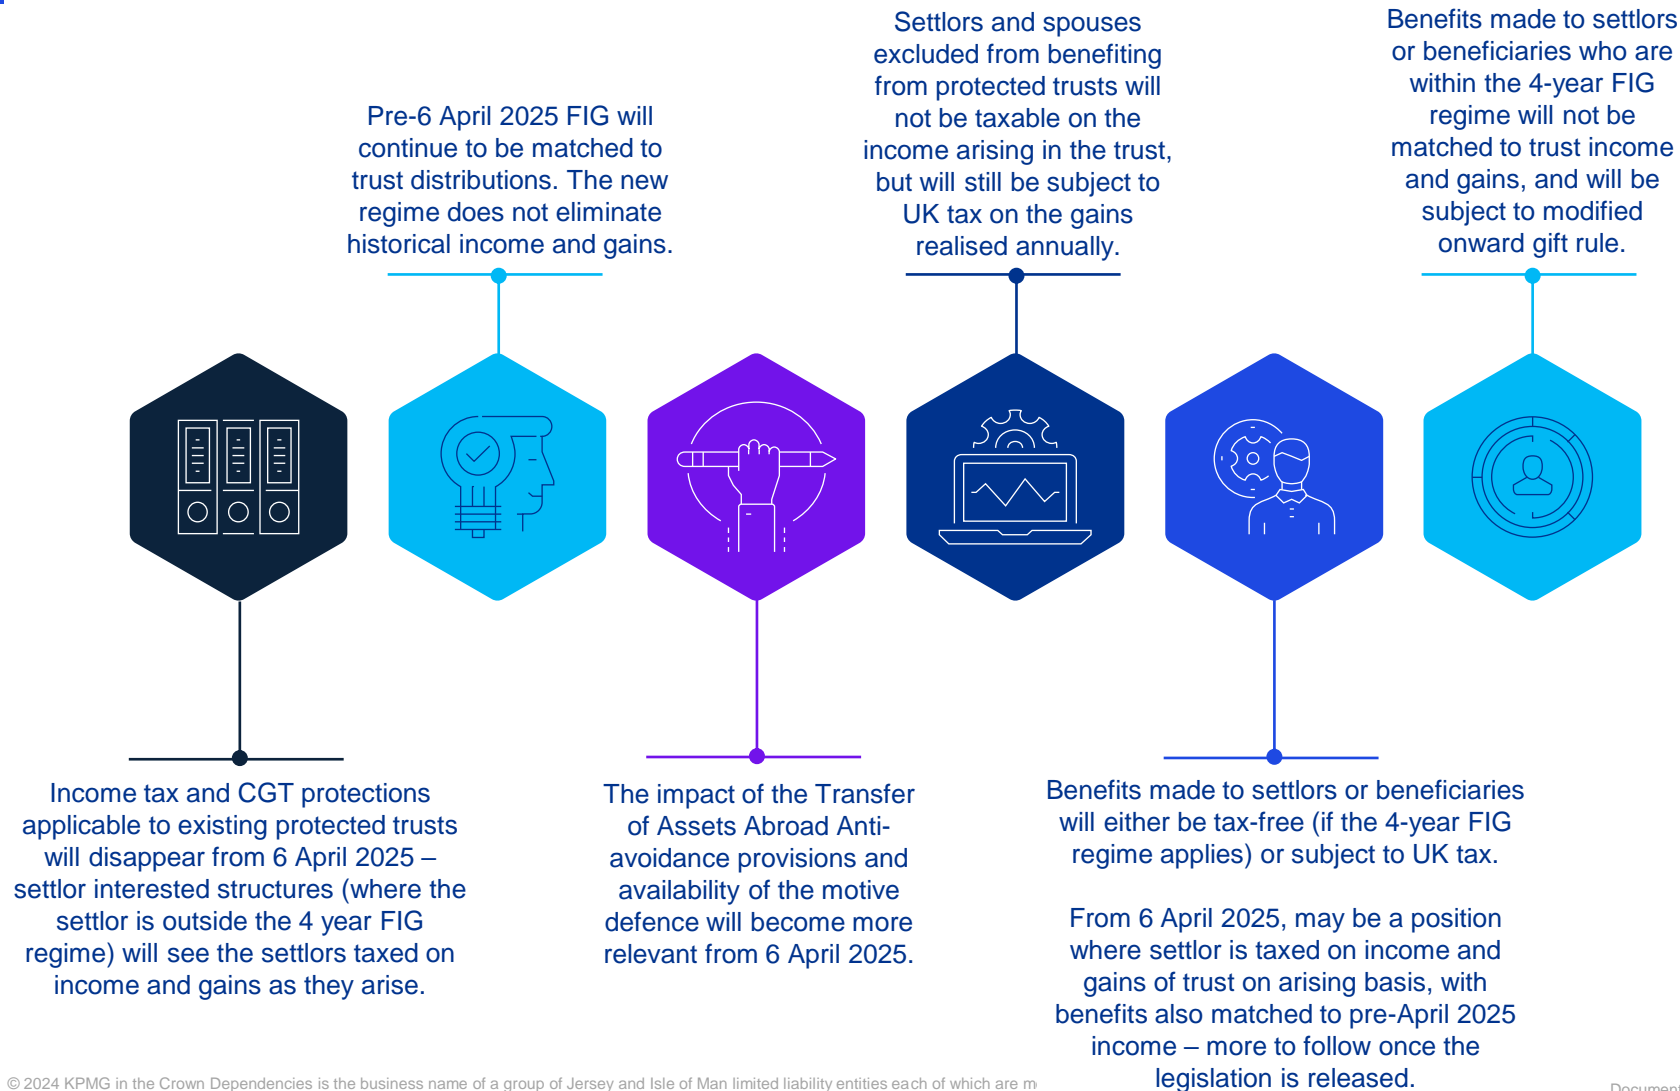 Pre-6 April 2025 FIG will
continue to be matched to
trust distributions. The new
regime does not eliminate
historical income and gains.
Settlors and spouses
excluded from benefiting
from protected trusts will
not be taxable on the
income arising in the trust,
but will still be subject to
UK tax on the gains
realised annually.
Benefits made to settlors
or beneficiaries who are
within the 4-year FIG
regime will not be
matched to trust income
and gains, and will be
subject to modified
onward gift rule.
Income tax and CGT protections
applicable to existing protected trusts
will disappear from 6 April 2025 –
settlor interested structures (where the
settlor is outside the 4 year FIG
regime) will see the settlors taxed on
income and gains as they arise.
The impact of the Transfer
of Assets Abroad Anti-
avoidance provisions and
availability of the motive
defence will become more
relevant from 6 April 2025.
Benefits made to settlors or beneficiaries
will either be tax-free (if the 4-year FIG
regime applies) or subject to UK tax.
From 6 April 2025, may be a position
where settlor is taxed on income and
gains of trust on arising basis, with
benefits also matched to pre-April 2025
income – more to follow once the
legislation is released.
© 2024 KPMG in the Crown Dependencies is the business name of a group of Jersey and Isle of Man limited liability entities each of which are
Document